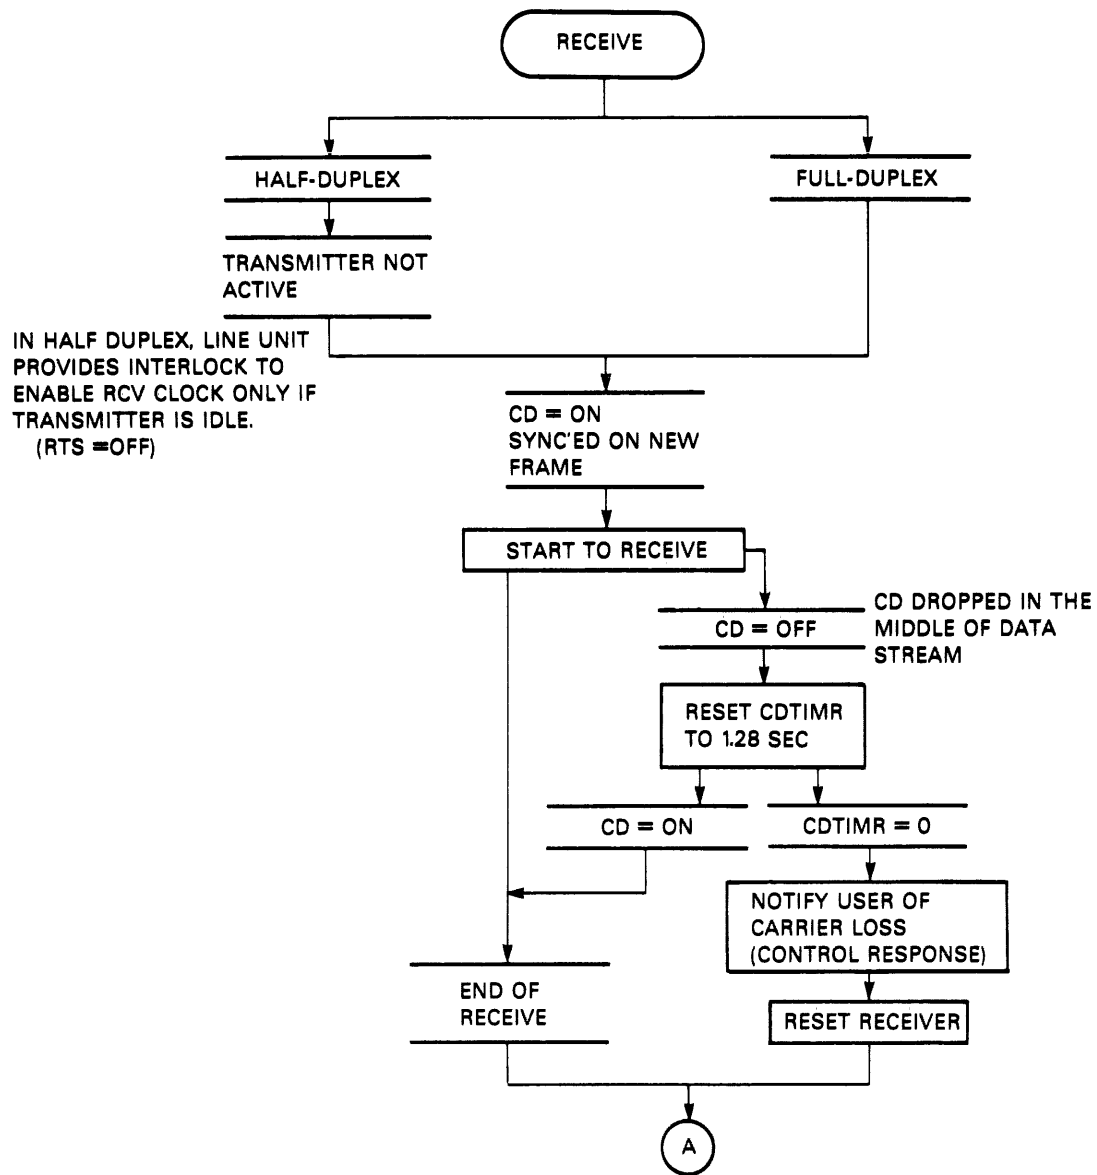 RECEIVE
HALF-DUPLEX
FULL-DUPLEX
TRANSMITTER NOT
ACTIVE
IN HALF DUPLEX, LINE UNIT
PROVIDES INTERLOCK TO
ENABLE RCV CLOCK ONLY IF
TRANSMITTER IS IDLE.
(RTS =OFF)
CD = ON
SYNC'ED ON NEW
FRAME
START TO RECEIVE
CD = OFF
CD DROPPED IN THE
MIDDLE OF DATA
STREAM
RESET CDTIMR
TO 1.28 SEC
CD = ON
CDTIMR = 0
NOTIFY USER OF
CARRIER LOSS
(CONTROL RESPONSE)
END OF
RECEIVE
RESET RECEIVER
A